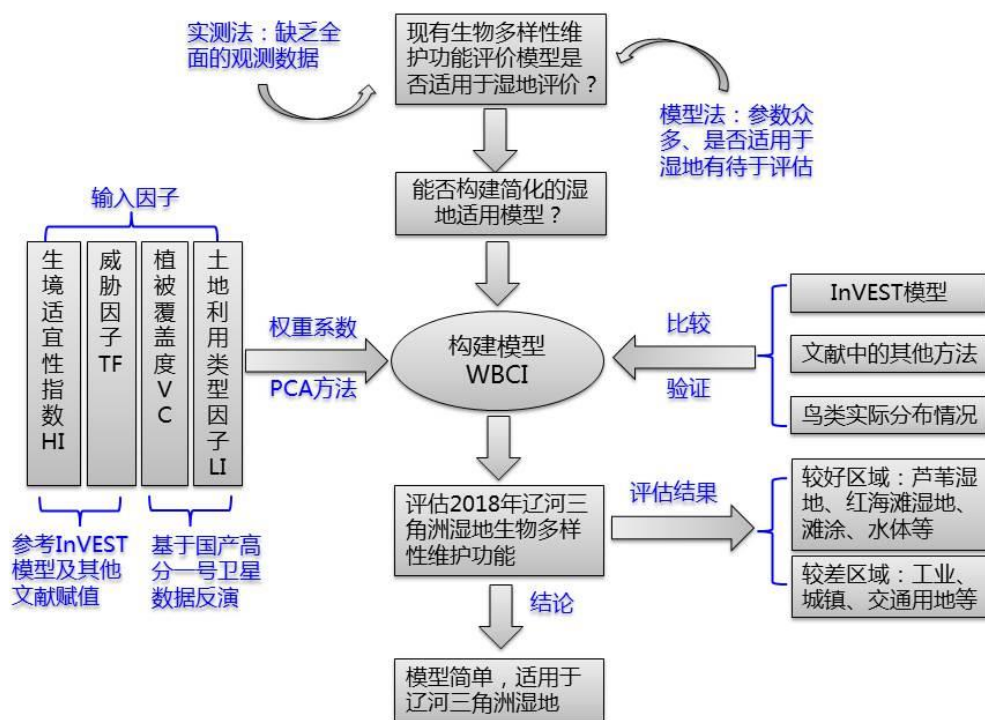 实测法：缺乏全
面的观测数据
现有生物多样性维
护功能评价模型是
否适用于湿地评价？
模型法：参数众
多、是否适用于
湿地有待于评估
能否构建简化的湿
地适用模型？
输入因子
生境适宜性指数HI
威胁因子TF
植被覆盖度VC
土地利用类型因子LI
参考InVEST
模型及其他
文献赋值
基于国产高
分一号卫星
数据反演
权重系数
PCA方法
构建模型
WBCI
比较
验证
InVEST模型
文献中的其他方法
鸟类实际分布情况
评估2018年辽河三
角洲湿地生物多样
性维护功能
评估结果
较好区域：芦苇湿
地、红海滩湿地、
滩涂、水体等
较差区域：工业、
城镇、交通用地等
结论
模型简单，适用于
辽河三角洲湿地